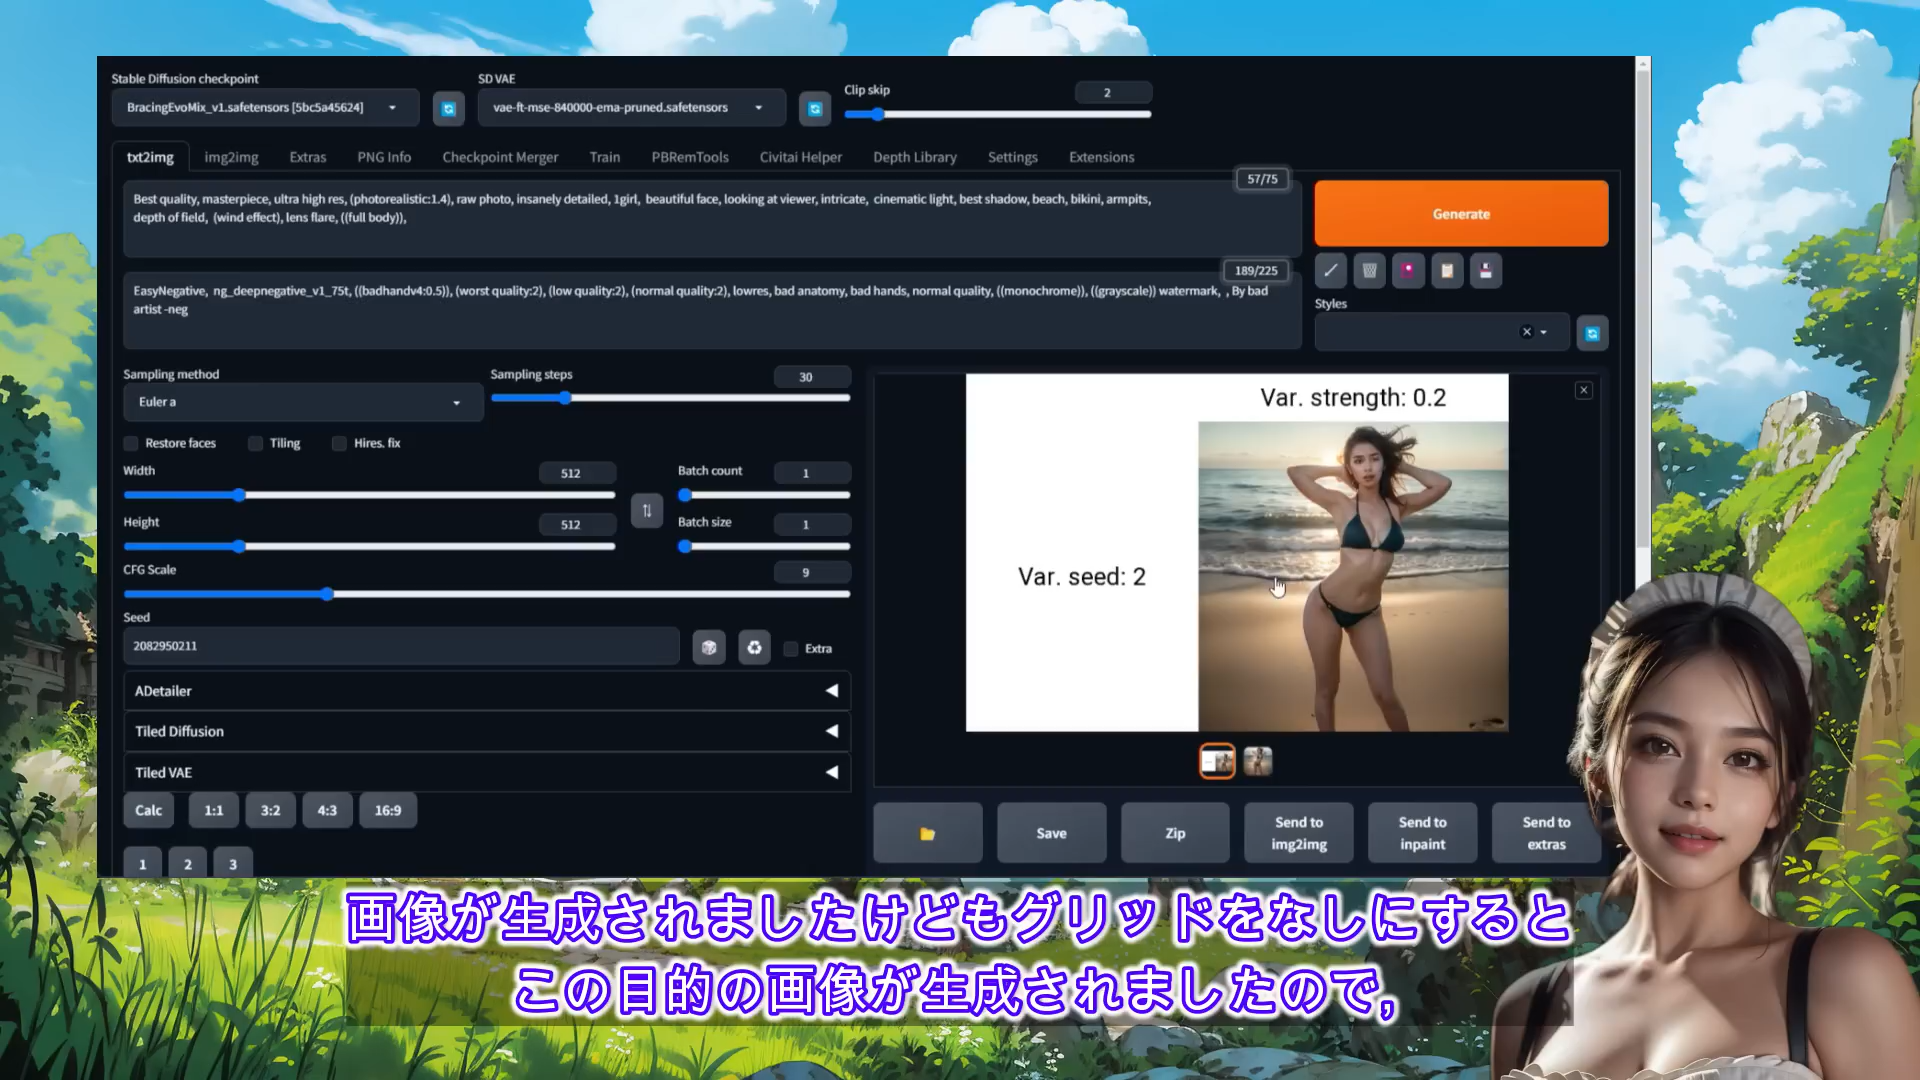 Stable Diffusion checkpoint
SD VAE
Clip skip
2
BracingEvoMix_v1.safetensors [5bc5a45624]
vae-ft-mse-840000-ema-pruned.safetensors
txt2img
img2img
Extras
PNG Info
Checkpoint Merger
Train
PBRemTools
Civitai Helper
Depth Library
Settings
Extensions
57/75
Best quality, masterpiece, ultra high res, (photorealistic:1.4), raw photo, insanely detailed, 1girl, beautiful face, looking at viewer, intricate, cinematic light, best shadow, beach, bikini, armpits,
depth of field, (wind effect), lens flare, ((full body)),
Generate
189/225
EasyNegative, ng_deepnegative_v1_75t, ((badhandv4:0.5)), (worst quality:2), (low quality:2), (normal quality:2), lowres, bad anatomy, bad hands, normal quality, ((monochrome)), ((grayscale)) watermark, , By bad
artist -neg
Styles
Sampling method
Euler a
Sampling steps
30
Restore faces
Tiling
Hires. fix
Width
512
Batch count
1
Height
512
Batch size
1
CFG Scale
9
Seed
2082950211
Extra
ADetailer
Tiled Diffusion
Tiled VAE
Calc
1:1
3:2
4:3
16:9
1
2
3
Var. strength: 0.2
Var. seed: 2
Save
Zip
Send to
img2img
Send to
inpaint
Send to
extras
画像が生成されましたけどもグリッドをなしにすると
この目的の画像が生成されましたので,